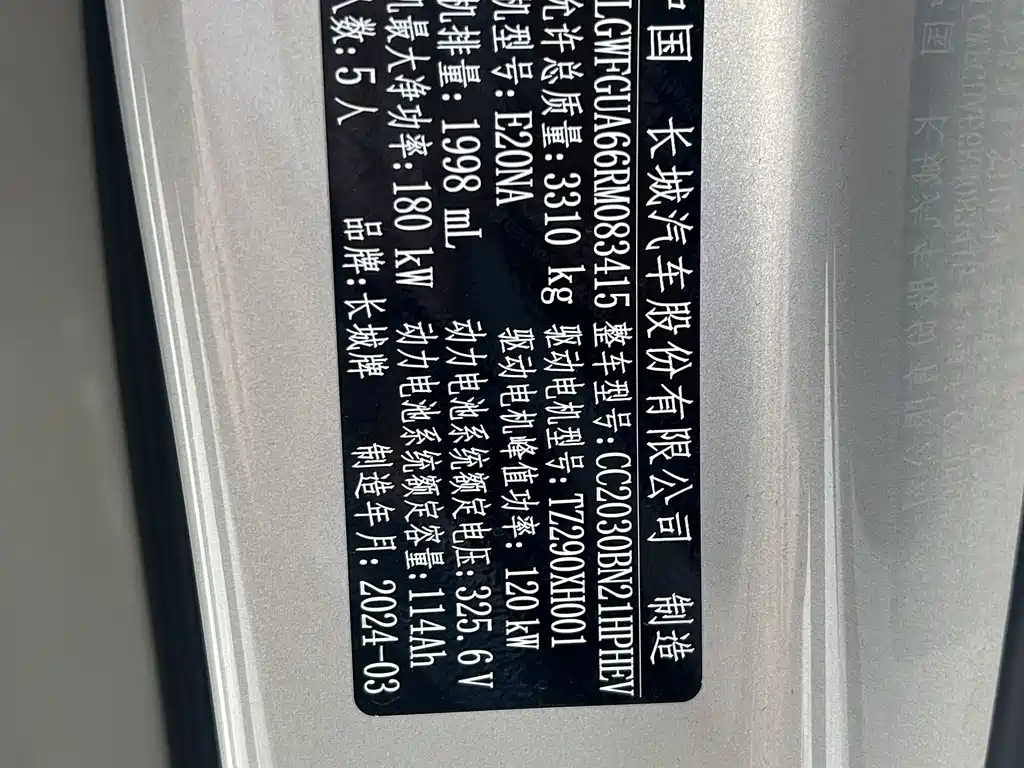 国 长城汽车股份有限公司 制造
LGWFGUA66RM083415 整车型号:CC2030BN21HPHEV
允许总质量:3310 kg 驱动电机型号:TZ290XH001
机型号:E20NA 驱动电机峰值功率:120 kW
机排量:1998 mL 动力电池系统额定电压:325.6 V
机最大净功率:180 kW 动力电池系统额定容量:114Ah
人数:5 人 品牌:长城牌 制造年月:2024-03